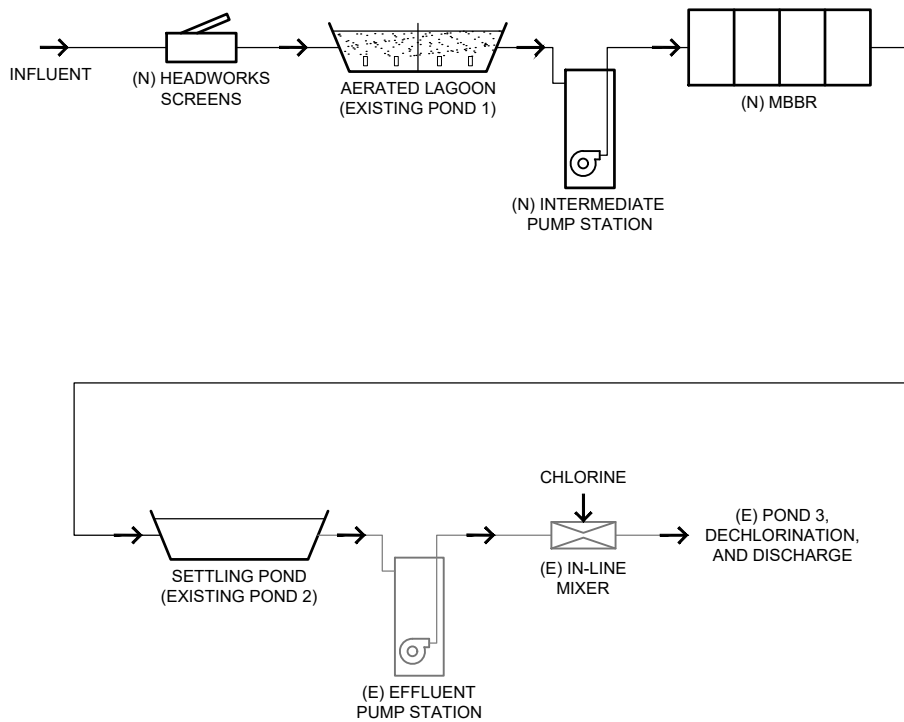 INFLUENT
(N) HEADWORKS
SCREENS
AERATED LAGOON
(EXISTING POND 1)
(N) INTERMEDIATE
PUMP STATION
(N) MBBR
SETTLING POND
(EXISTING POND 2)
(E) EFFLUENT
PUMP STATION
CHLORINE
(E) IN-LINE
MIXER
(E) POND 3,
DECHLORINATION,
AND DISCHARGE